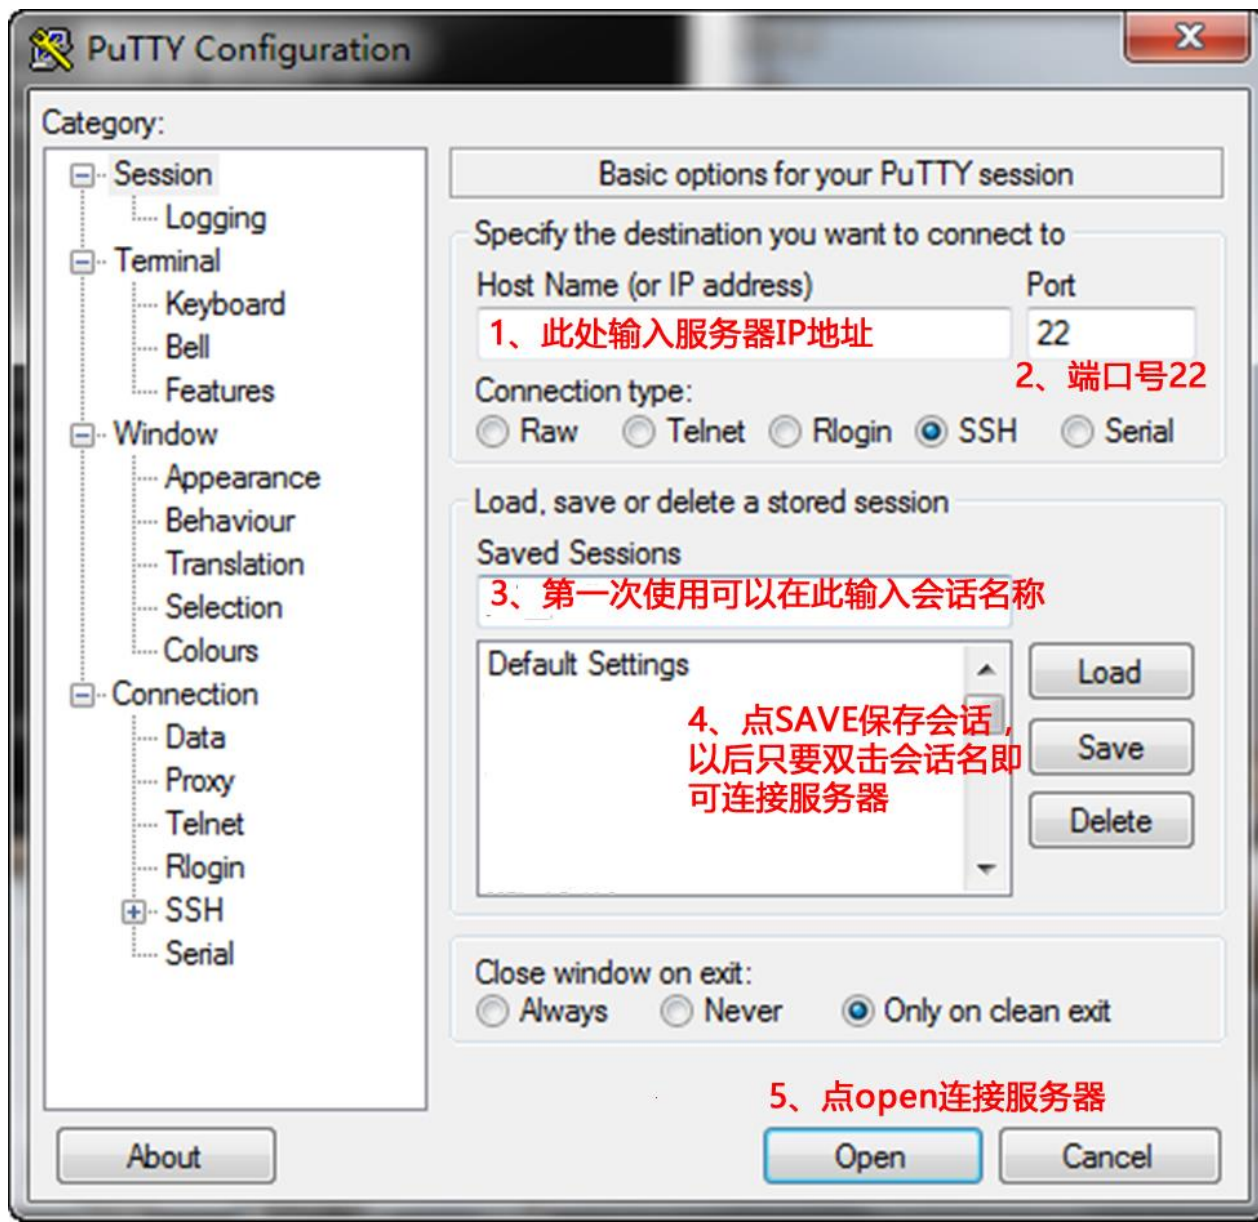 PuTTY Configuration
Category:
Session
Logging
Terminal
Keyboard
Bell
Features
Window
Appearance
Behaviour
Translation
Selection
Colours
Connection
Data
Proxy
Telnet
Rlogin
SSH
Serial
Basic options for your PuTTY session
Specify the destination you want to connect to
Host Name (or IP address) Port
1、此处输入服务器IP地址 22
2、端口号22
Connection type:
Raw Telnet Rlogin SSH Serial
Load, save or delete a stored session
Saved Sessions
3、第一次使用可以在此输入会话名称
Default Settings
Load
4、点SAVE保存会话，
以后只要双击会话名即
可连接服务器
Save
Delete
Close window on exit:
Always Never Only on clean exit
5、点open连接服务器
About Open Cancel